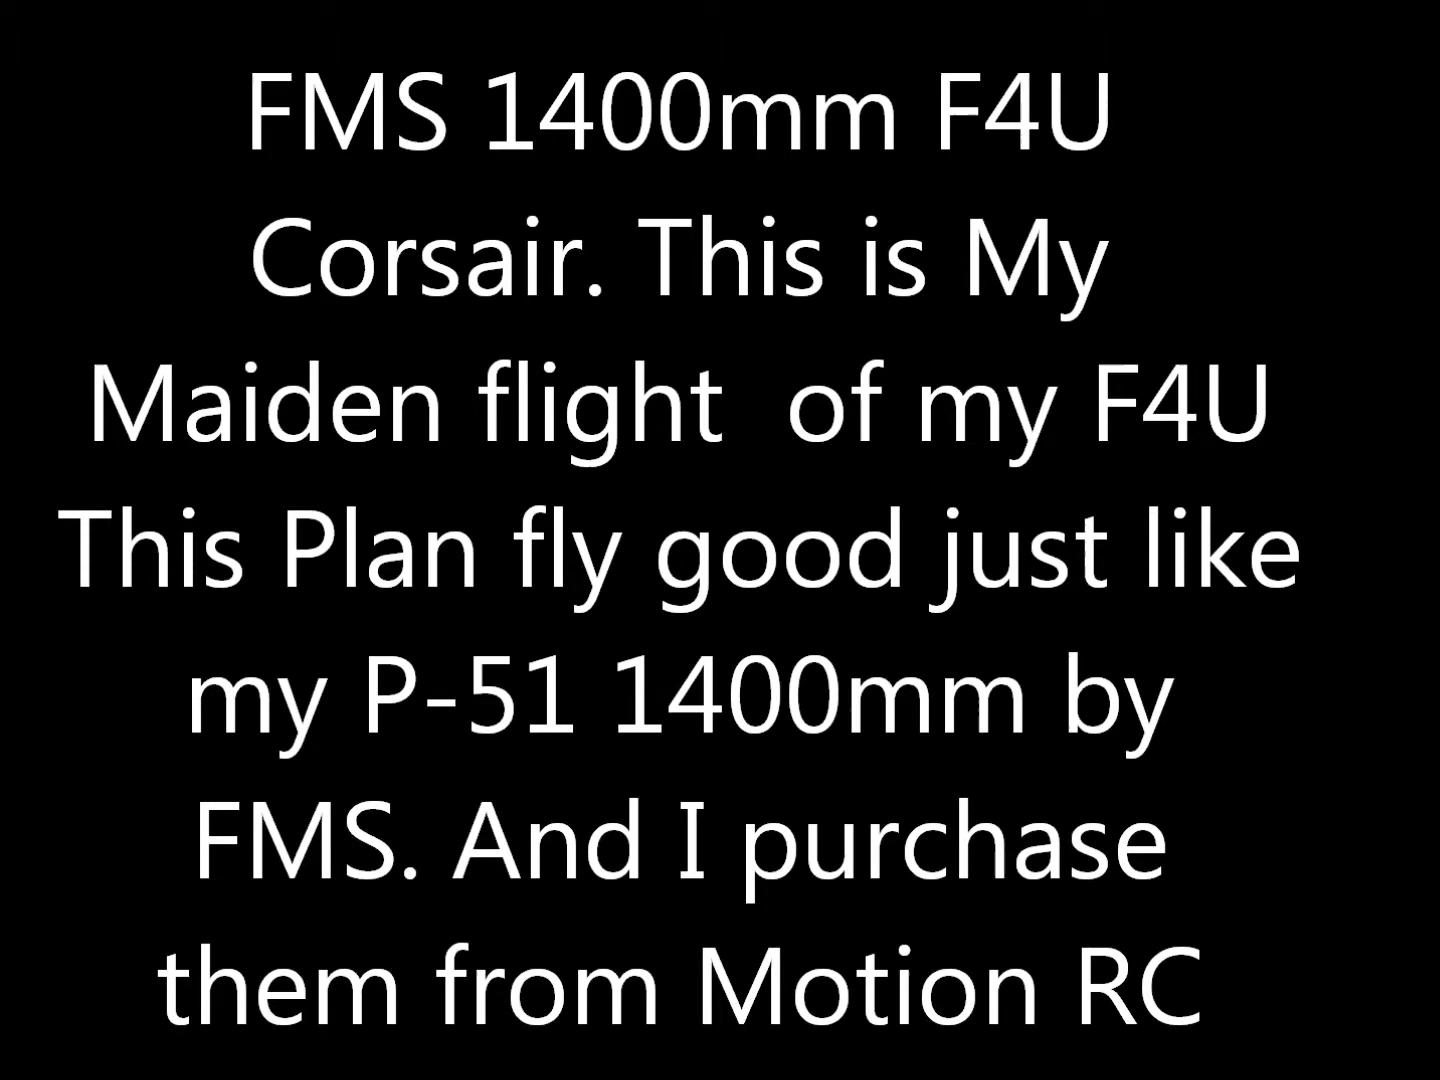 FMS 1400mm F4U
Corsair. This is My
Maiden flight  of my F4U
This Plan fly good just like
my P-51 1400mm by
FMS. And I purchase
them from Motion RC